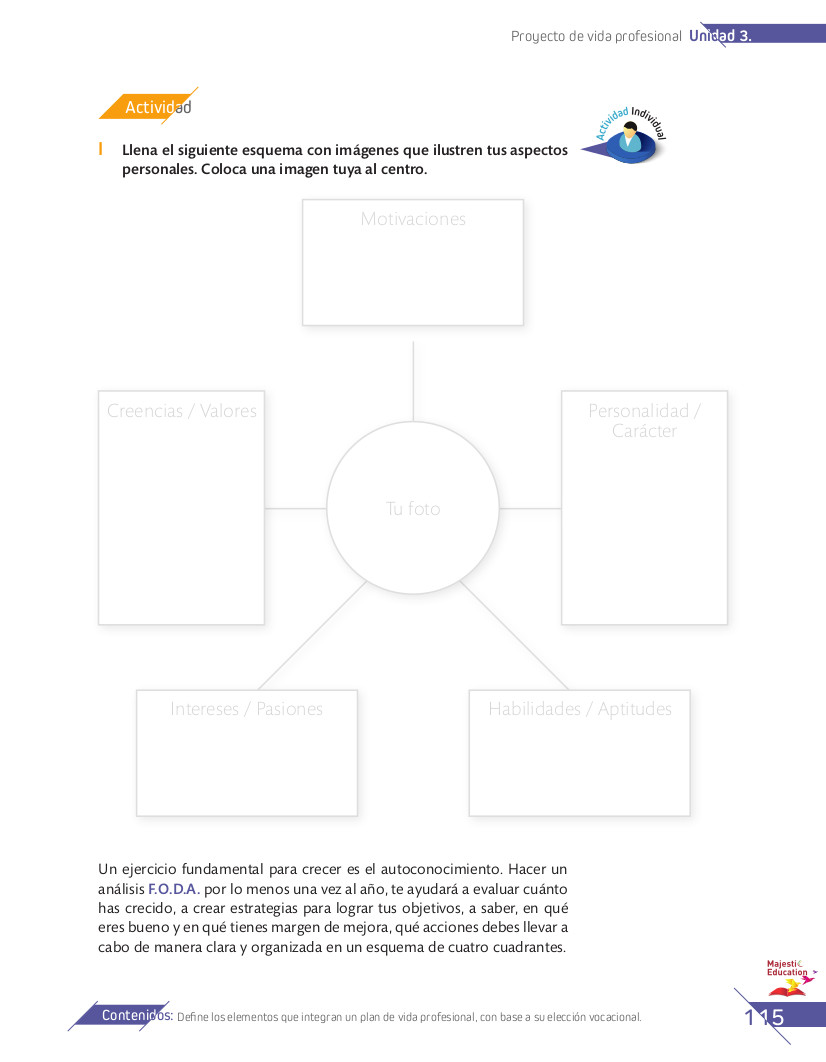 Proyecto de vida profesional Unidad 3.
Actividad
Actividad Individual
1 Llena el siguiente esquema con imágenes que ilustren tus aspectos
personales. Coloca una imagen tuya al centro.
Motivaciones
Creencias / Valores
Personalidad /
Carácter
Tu foto
Intereses / Pasiones
Habilidades / Aptitudes
Un ejercicio fundamental para crecer es el autoconocimiento. Hacer un
análisis F.O.D.A. por lo menos una vez al año, te ayudará a evaluar cuánto
has crecido, a crear estrategias para lograr tus objetivos, a saber, en qué
eres bueno y en qué tienes margen de mejora, qué acciones debes llevar a
cabo de manera clara y organizada en un esquema de cuatro cuadrantes.
Majestic
Education
Contenidos: Define los elementos que integran un plan de vida profesional, con base a su elección vocacional.
115